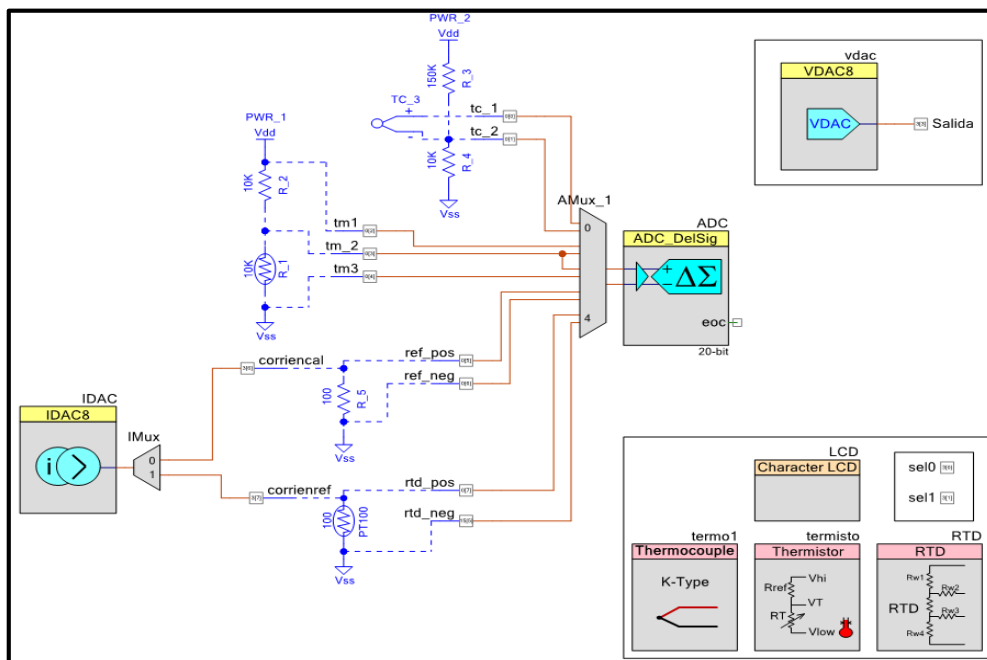 PWR_2
Vdd
150K
R_3
TC_3
+
-
tc_1
tc_2
10K
R_4
Vss
PWR_1
Vdd
10K
R_2
10K
R_1
Vss
tm1
tm_2
tm3
AMux_1
0
4
ADC
ADC_DelSig
+
-
ΔΣ
eoc
20-bit
vdac
VDAC8
VDAC
Salida
corriencal
ref_pos
ref_neg
100
R_5
Vss
IDAC
IDAC8
i
IMux
0
1
corrienref
rtd_pos
rtd_neg
100
PT100
Vss
LCD
Character LCD
sel0
sel1
termo1
Thermocouple
K-Type
termisto
Thermistor
Vhi
Rref
VT
RT
Vlow
RTD
RTD
Rw1
Rw2
RTD
Rw3
Rw4